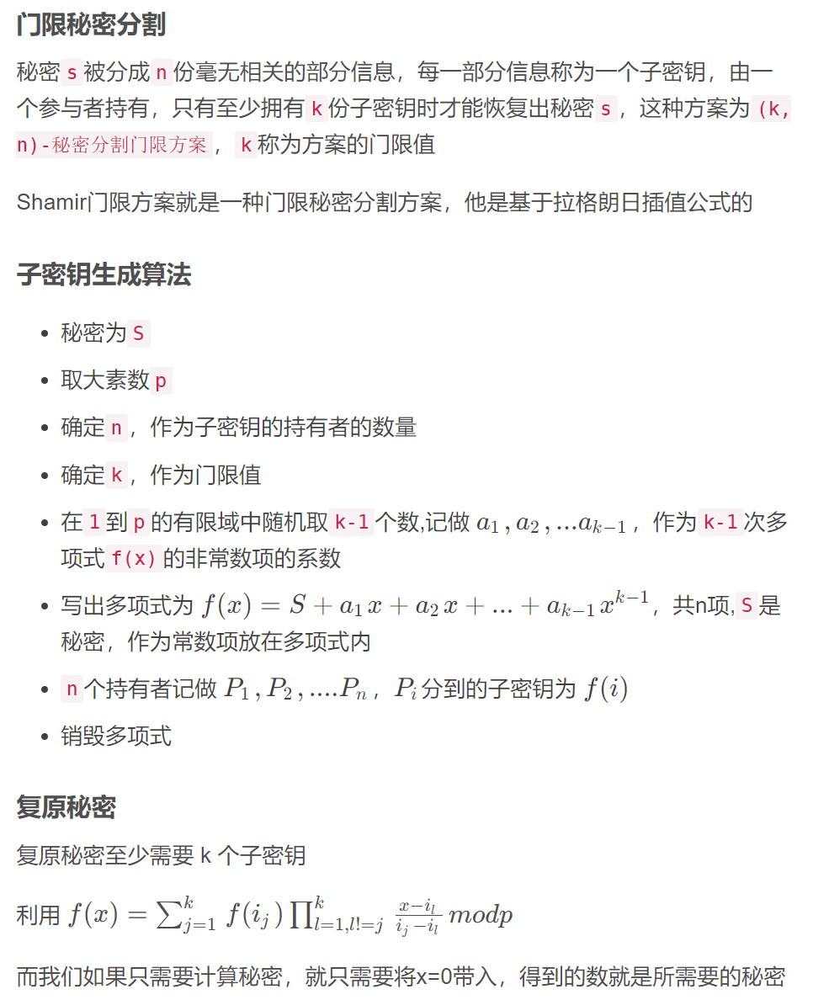 门限秘密分割
秘密 s 被分成 n 份毫无相关的部分信息，每一部分信息称为一个子密钥，由一
个参与者持有，只有至少拥有 k 份子密钥时才能恢复出秘密 s ，这种方案为 (k,
n)-秘密分割门限方案 ， k 称为方案的门限值
Shamir门限方案就是一种门限秘密分割方案，他是基于拉格朗日插值公式的
子密钥生成算法
• 秘密为 S
• 取大素数 p
• 确定 n ，作为子密钥的持有者的数量
• 确定 k ，作为门限值
• 在 1 到 p 的有限域中随机取 k-1 个数,记做 $a_1, a_2, ...a_{k-1}$ ，作为 k-1 次多
项式 f(x) 的非常数项的系数
• 写出多项式为 $f(x) = S + a_1x + a_2x + ... + a_{k-1}x^{k-1}$ ，共n项, S 是
秘密，作为常数项放在多项式内
• n 个持有者记做 $P_1, P_2, ....P_n$ ，$P_i$ 分到的子密钥为 $f(i)$
• 销毁多项式
复原秘密
复原秘密至少需要 k 个子密钥
利用 $f(x) = \sum_{j=1}^{k} f(i_j) \prod_{l=1,l!=j}^{k} \frac{x-i_l}{i_j-i_l} modp$
而我们如果只需要计算秘密，就只需要将x=0带入，得到的数就是所需要的秘密